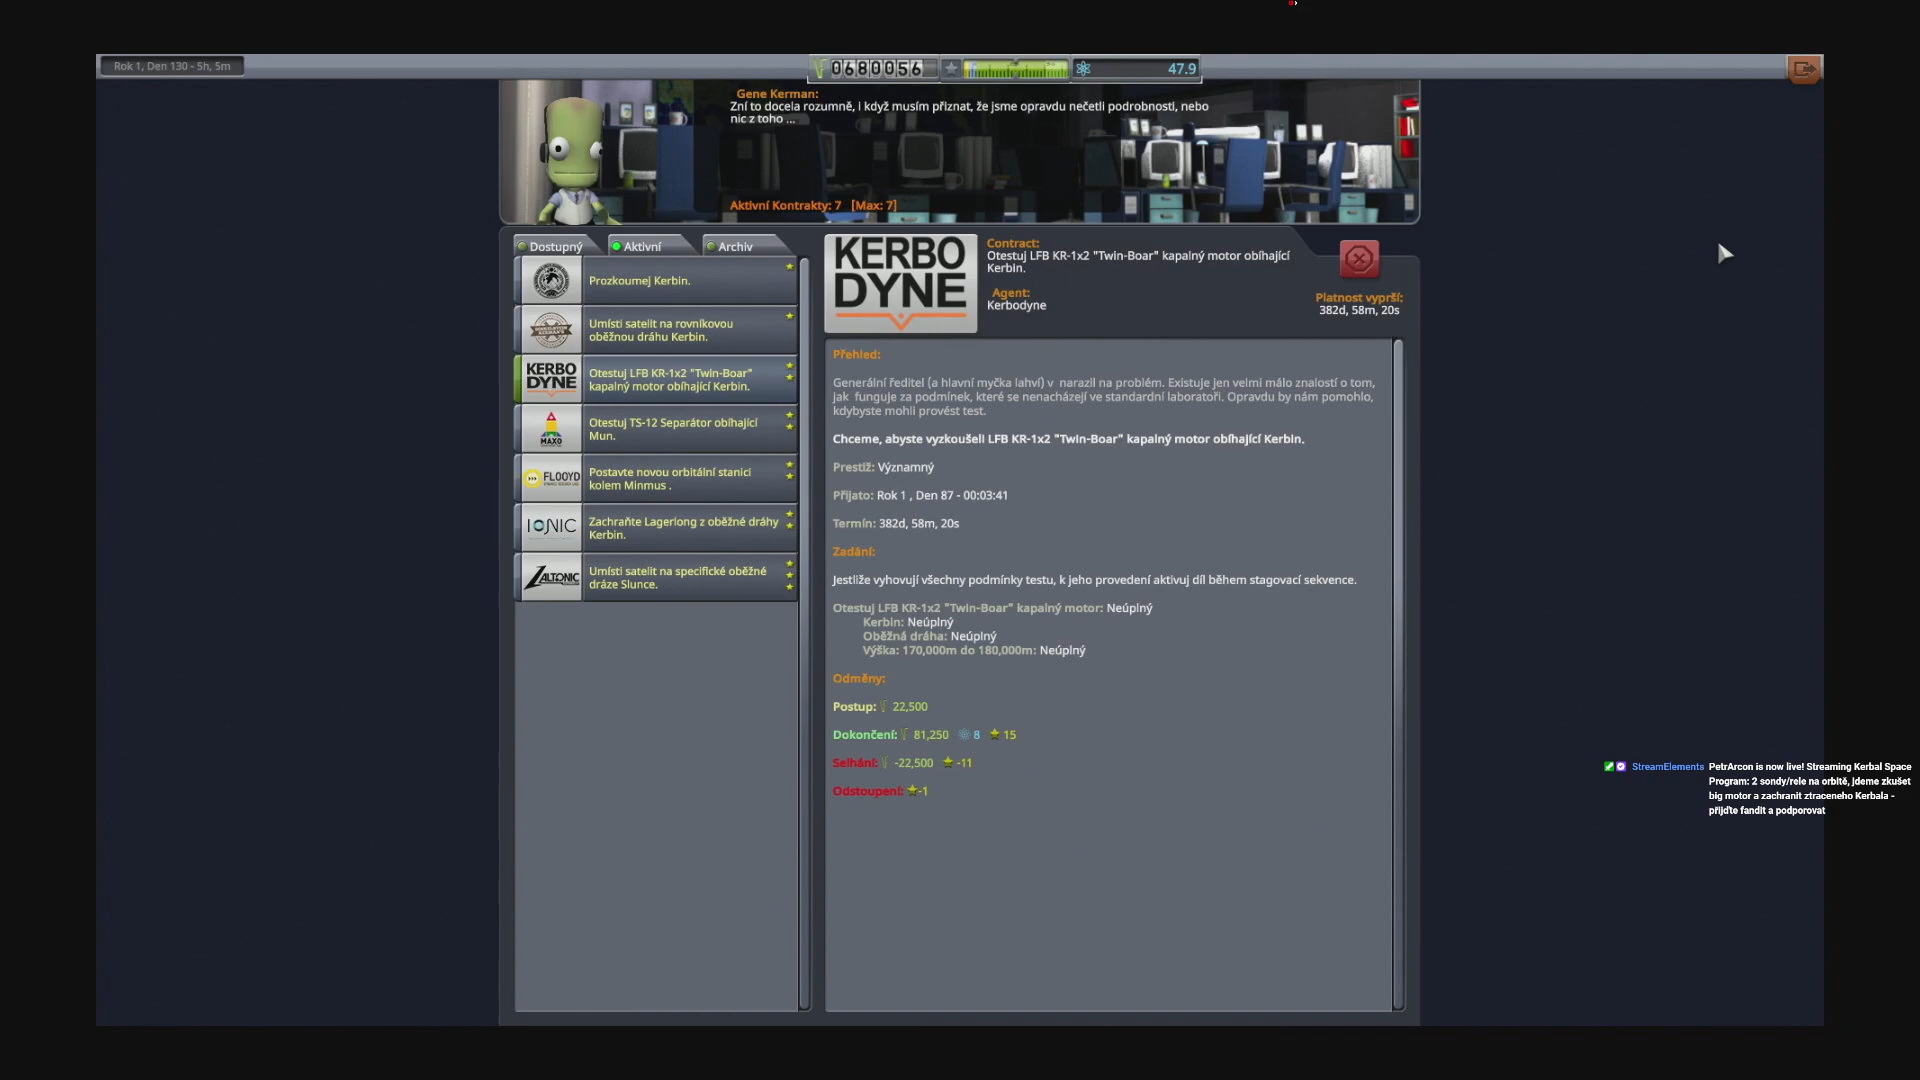 Rok 1, Den 130 - 5h, 5m
0680056
47.9
Gene Kerman:
Zní to docela rozumně, i když musím přiznat, že jsme opravdu nečetli podrobnosti, nebo
nic z toho ...
Aktivní Kontrakty: 7 [Max: 7]
Dostupný
Aktivní
Archiv
Prozkoumej Kerbin.
Umísti satelit na rovníkovou
oběžnou dráhu Kerbin.
KERBO
DYNE
Otestuj LFB KR-1x2 "Twin-Boar"
kapalný motor obíhající Kerbin.
MAXO
Otestuj TS-12 Separátor obíhající
Mun.
FLOOYD
Postavte novou orbitální stanici
kolem Minmus .
IONIC
Zachraňte Lagerlong z oběžné dráhy
Kerbin.
ZALTONIC
Umísti satelit na specifické oběžné
dráze Slunce.
KERBO
DYNE
Contract:
Otestuj LFB KR-1x2 "Twin-Boar" kapalný motor obíhající
Kerbin.
Agent:
Kerbodyne
Platnost vyprší:
382d, 58m, 20s
Přehled:
Generální ředitel (a hlavní myčka lahví) v narazil na problém. Existuje jen velmi málo znalostí o tom,
jak funguje za podmínek, které se nenacházejí ve standardní laboratoři. Opravdu by nám pomohlo,
kdybyste mohli provést test.
Chceme, abyste vyzkoušeli LFB KR-1x2 "Twin-Boar" kapalný motor obíhající Kerbin.
Prestiž: Významný
Přijato: Rok 1 , Den 87 - 00:03:41
Termín: 382d, 58m, 20s
Zadání:
Jestliže vyhovují všechny podmínky testu, k jeho provedení aktivuj díl během stagovací sekvence.
Otestuj LFB KR-1x2 "Twin-Boar" kapalný motor: Neúplný
Kerbin: Neúplný
Oběžná dráha: Neúplný
Výška: 170,000m do 180,000m: Neúplný
Odměny:
Postup: 22,500
Dokončení: 81,250 8 15
Selhání: -22,500 -11
Odstoupení: -1
StreamElements PetrArcon is now live! Streaming Kerbal Space
Program: 2 sondy/rele na orbitě, jdeme zkušet
big motor a zachranit ztraceneho Kerbala -
přijďte fandit a podporovat